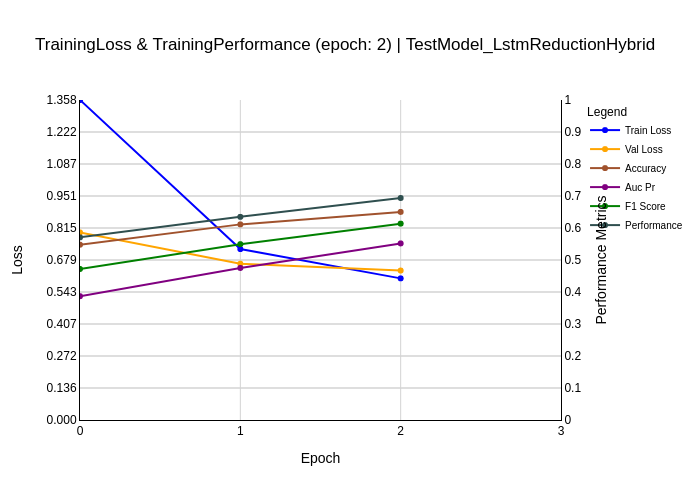 TrainingLoss & TrainingPerformance (epoch: 2) | TestModel_LstmReductionHybrid
1.358
1.222
1.087
0.951
0.815
0.679
0.543
0.407
0.272
0.136
0.000
Loss
0
1
2
3
Epoch
1
0.9
0.8
0.7
0.6
0.5
0.4
0.3
0.2
0.1
0
Performance Metrics
Legend
Train Loss
Val Loss
Accuracy
Auc Pr
F1 Score
Performance